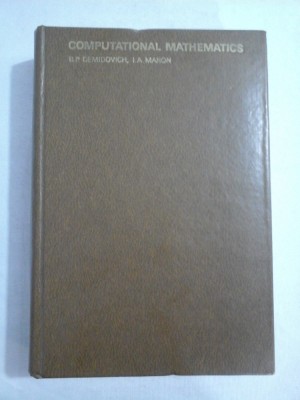 COMPUTATIONAL MATHEMATICS
B.P. DEMIDOVICH, I.A. MARON